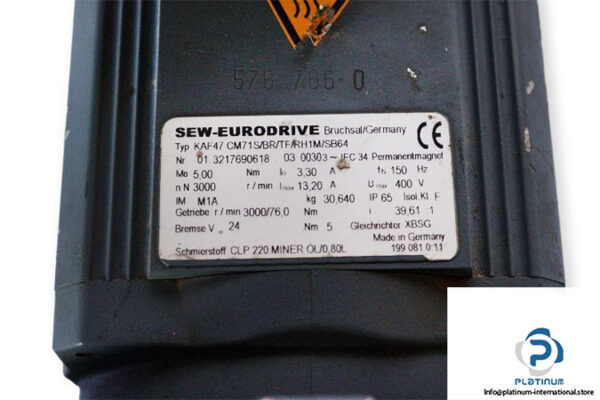 578 766 0
SEW-EURODRIVE Bruchsal/Germany CE
Typ KAF47 CM71S/BR/TF/RH1M/SB64
Nr. 01.3217690618 .03 00303 ~ IEC 34 Permanentmagnet
Mo 5,00 Nm I0 3,30 A fN 150 Hz
n N 3000 r / min Imax 13,20 A Umax 400 V
IM M1A kg 30,640 IP 65 Isol.Kl. F
Getriebe r / min 3000/76,0 Nm i 39,61 :1
Bremse V 24 Nm 5 Gleichrichter XBSG
Made in Germany
Schmierstoff CLP 220 MINER ÖL/0,80L 199 081 0.11
PLATINUM
Info@platinum-international.store